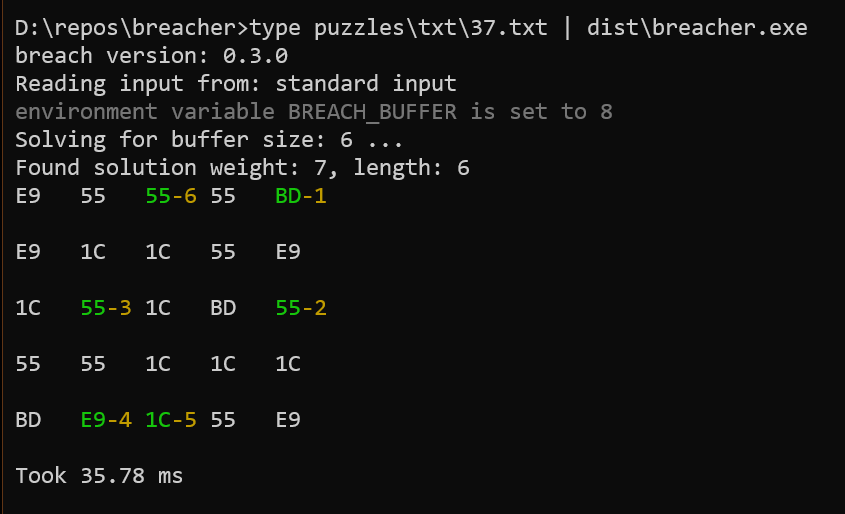 D:\repos\breacher>type puzzles\txt\37.txt | dist\breacher.exe
breach version: 0.3.0
Reading input from: standard input
environment variable BREACH_BUFFER is set to 8
Solving for buffer size: 6 ...
Found solution weight: 7, length: 6
E9 55 55-6 55 BD-1
E9 1C 1C 55 E9
1C 55-3 1C BD 55-2
55 55 1C 1C 1C
BD E9-4 1C-5 55 E9
Took 35.78 ms